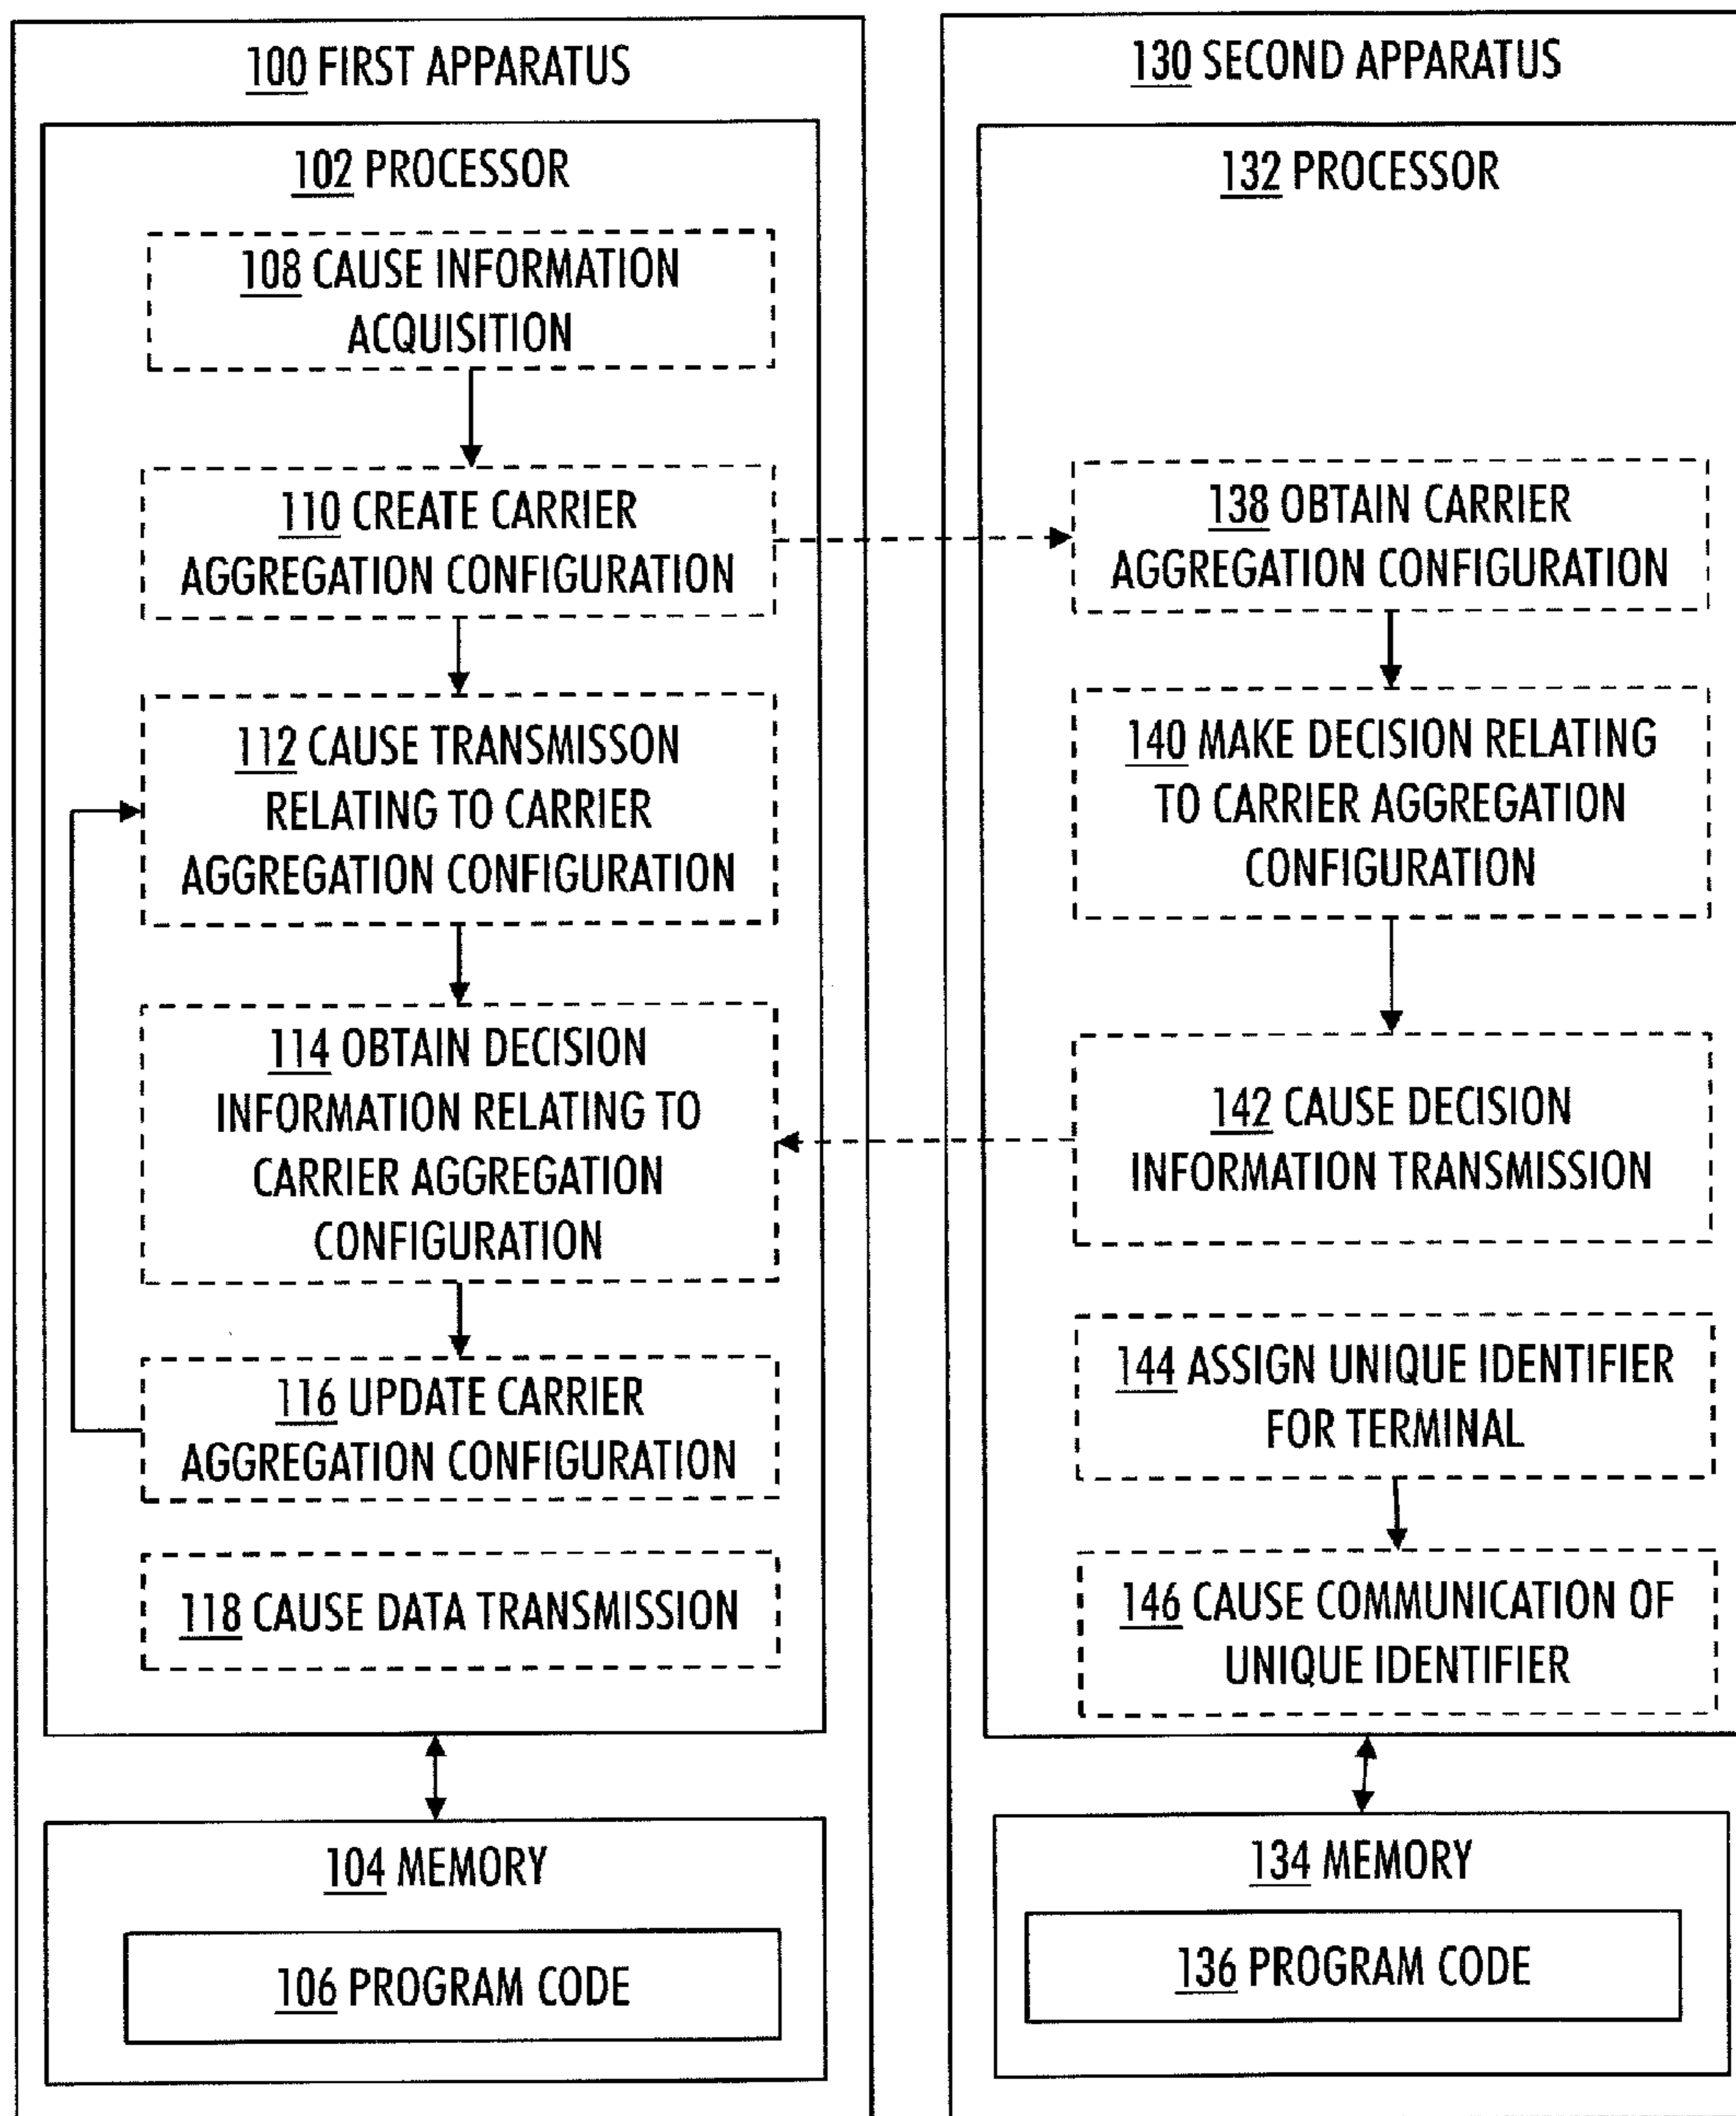 100 FIRST APPARATUS
102 PROCESSOR
108 CAUSE INFORMATION
ACQUISITION
110 CREATE CARRIER
AGGREGATION CONFIGURATION
112 CAUSE TRANSMISSON
RELATING TO CARRIER
AGGREGATION CONFIGURATION
114 OBTAIN DECISION
INFORMATION RELATING TO
CARRIER AGGREGATION
CONFIGURATION
116 UPDATE CARRIER
AGGREGATION CONFIGURATION
118 CAUSE DATA TRANSMISSION
104 MEMORY
106 PROGRAM CODE
130 SECOND APPARATUS
132 PROCESSOR
138 OBTAIN CARRIER
AGGREGATION CONFIGURATION
140 MAKE DECISION RELATING
TO CARRIER AGGREGATION
CONFIGURATION
142 CAUSE DECISION
INFORMATION TRANSMISSION
144 ASSIGN UNIQUE IDENTIFIER
FOR TERMINAL
146 CAUSE COMMUNICATION OF
UNIQUE IDENTIFIER
134 MEMORY
136 PROGRAM CODE